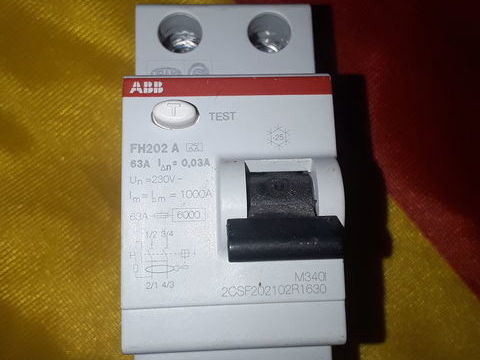 ABB
T
TEST
-25
FH202 A
63A IΔn= 0,03A
Un =230V~
Im = IΔm = 1000A
63A 6000
1/2 3/4
2/1 4/3
M340I
2CSF202102R1630